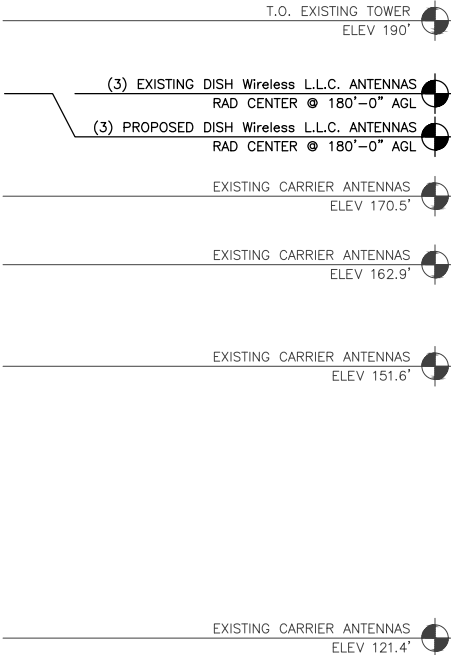 T.O. EXISTING TOWER
ELEV 190'
(3) EXISTING DISH Wireless L.L.C. ANTENNAS
RAD CENTER @ 180'-0" AGL
(3) PROPOSED DISH Wireless L.L.C. ANTENNAS
RAD CENTER @ 180'-0" AGL
EXISTING CARRIER ANTENNAS
ELEV 170.5'
EXISTING CARRIER ANTENNAS
ELEV 162.9'
EXISTING CARRIER ANTENNAS
ELEV 151.6'
EXISTING CARRIER ANTENNAS
ELEV 121.4'